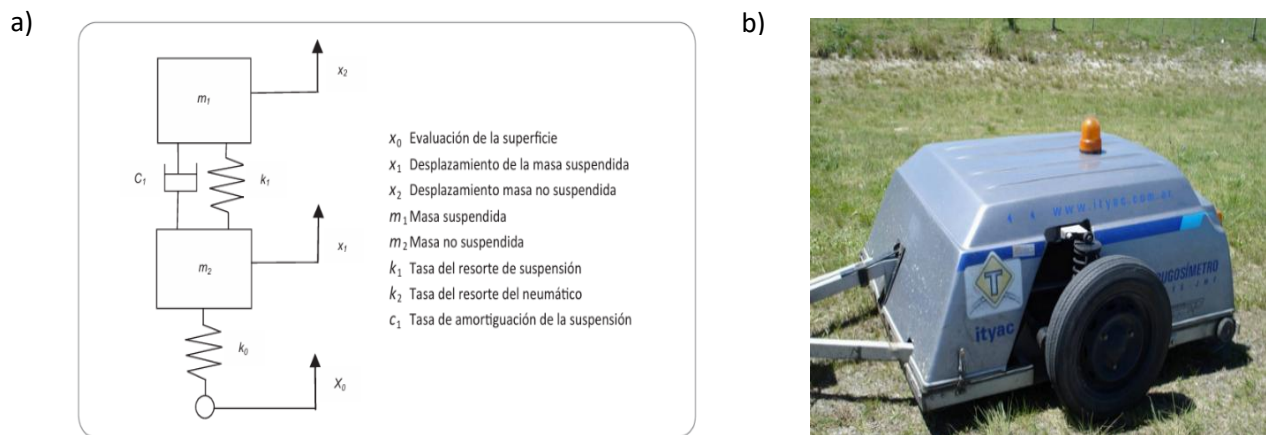 a)
x2
m1
C1
k1
x1
m2
k0
X0
x0 Evaluación de la superficie
x1 Desplazamiento de la masa suspendida
x2 Desplazamiento masa no suspendida
m1 Masa suspendida
m2 Masa no suspendida
k1 Tasa del resorte de suspensión
k2 Tasa del resorte del neumático
c1 Tasa de amortiguación de la suspensión
b)
www.ityac.com.ar
T
ityac